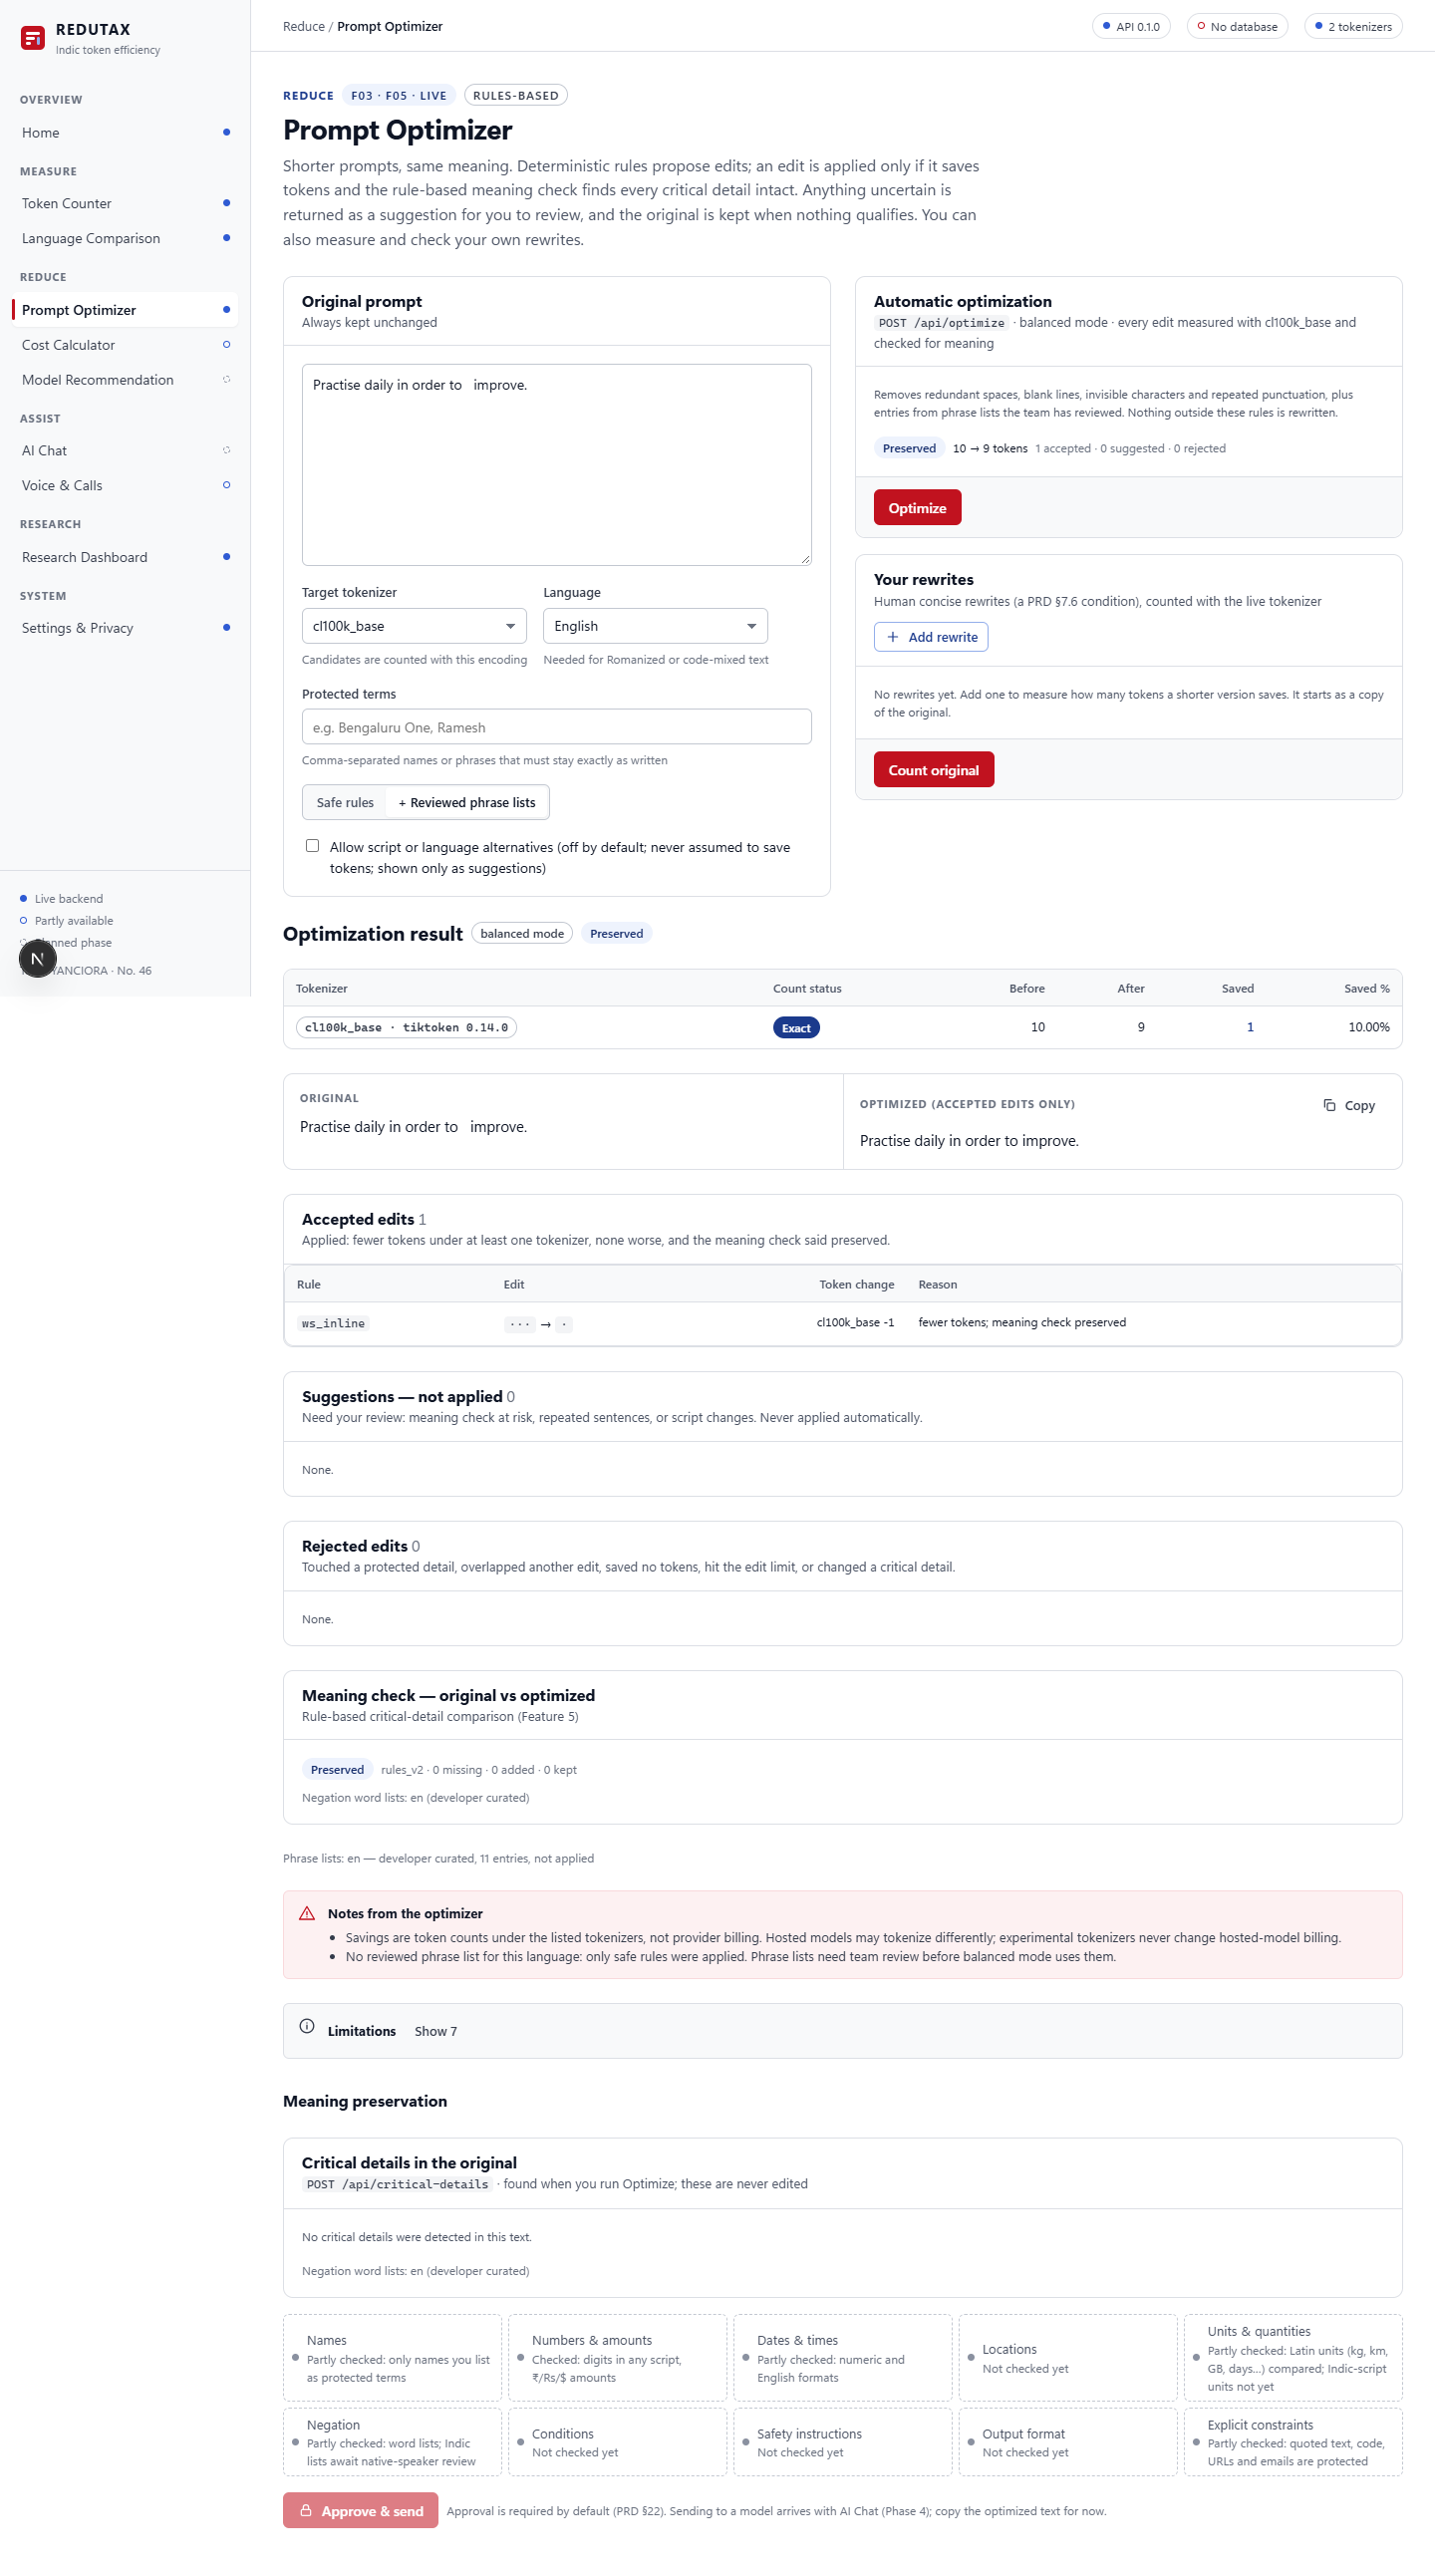 REDUTAX
Indic token efficiency
OVERVIEW
Home
MEASURE
Token Counter
Language Comparison
REDUCE
Prompt Optimizer
Cost Calculator
Model Recommendation
ASSIST
AI Chat
Voice & Calls
RESEARCH
Research Dashboard
SYSTEM
Settings & Privacy
Live backend
Partly available
nned phase
N
YANCIORA · No. 46
Reduce / Prompt Optimizer
API 0.1.0
No database
2 tokenizers
REDUCE F03 · F05 · LIVE RULES-BASED
Prompt Optimizer
Shorter prompts, same meaning. Deterministic rules propose edits; an edit is applied only if it saves
tokens and the rule-based meaning check finds every critical detail intact. Anything uncertain is
returned as a suggestion for you to review, and the original is kept when nothing qualifies. You can
also measure and check your own rewrites.
Original prompt
Always kept unchanged
Practise daily in order to   improve.
Target tokenizer
cl100k_base
Candidates are counted with this encoding
Language
English
Needed for Romanized or code-mixed text
Protected terms
e.g. Bengaluru One, Ramesh
Comma-separated names or phrases that must stay exactly as written
Safe rules + Reviewed phrase lists
Allow script or language alternatives (off by default; never assumed to save
tokens; shown only as suggestions)
Automatic optimization
POST /api/optimize · balanced mode · every edit measured with cl100k_base and
checked for meaning
Removes redundant spaces, blank lines, invisible characters and repeated punctuation, plus
entries from phrase lists the team has reviewed. Nothing outside these rules is rewritten.
Preserved 10 → 9 tokens 1 accepted · 0 suggested · 0 rejected
Optimize
Your rewrites
Human concise rewrites (a PRD §7.6 condition), counted with the live tokenizer
+ Add rewrite
No rewrites yet. Add one to measure how many tokens a shorter version saves. It starts as a copy
of the original.
Count original
Optimization result balanced mode Preserved
Tokenizer Count status Before After Saved Saved %
cl100k_base · tiktoken 0.14.0 Exact 10 9 1 10.00%
ORIGINAL
Practise daily in order to   improve.
OPTIMIZED (ACCEPTED EDITS ONLY)
Copy
Practise daily in order to improve.
Accepted edits 1
Applied: fewer tokens under at least one tokenizer, none worse, and the meaning check said preserved.
Rule Edit Token change Reason
ws_inline ··· → · cl100k_base -1 fewer tokens; meaning check preserved
Suggestions — not applied 0
Need your review: meaning check at risk, repeated sentences, or script changes. Never applied automatically.
None.
Rejected edits 0
Touched a protected detail, overlapped another edit, saved no tokens, hit the edit limit, or changed a critical detail.
None.
Meaning check — original vs optimized
Rule-based critical-detail comparison (Feature 5)
Preserved rules_v2 · 0 missing · 0 added · 0 kept
Negation word lists: en (developer curated)
Phrase lists: en — developer curated, 11 entries, not applied
Notes from the optimizer
• Savings are token counts under the listed tokenizers, not provider billing. Hosted models may tokenize differently; experimental tokenizers never change hosted-model billing.
• No reviewed phrase list for this language: only safe rules were applied. Phrase lists need team review before balanced mode uses them.
Limitations Show 7
Meaning preservation
Critical details in the original
POST /api/critical-details · found when you run Optimize; these are never edited
No critical details were detected in this text.
Negation word lists: en (developer curated)
Names
Partly checked: only names you list
as protected terms
Numbers & amounts
Checked: digits in any script,
₹/Rs/$ amounts
Dates & times
Partly checked: numeric and
English formats
Locations
Not checked yet
Units & quantities
Partly checked: Latin units (kg, km,
GB, days...) compared; Indic-script
units not yet
Negation
Partly checked: word lists; Indic
lists await native-speaker review
Conditions
Not checked yet
Safety instructions
Not checked yet
Output format
Not checked yet
Explicit constraints
Partly checked: quoted text, code,
URLs and emails are protected
Approve & send
Approval is required by default (PRD §22). Sending to a model arrives with AI Chat (Phase 4); copy the optimized text for now.